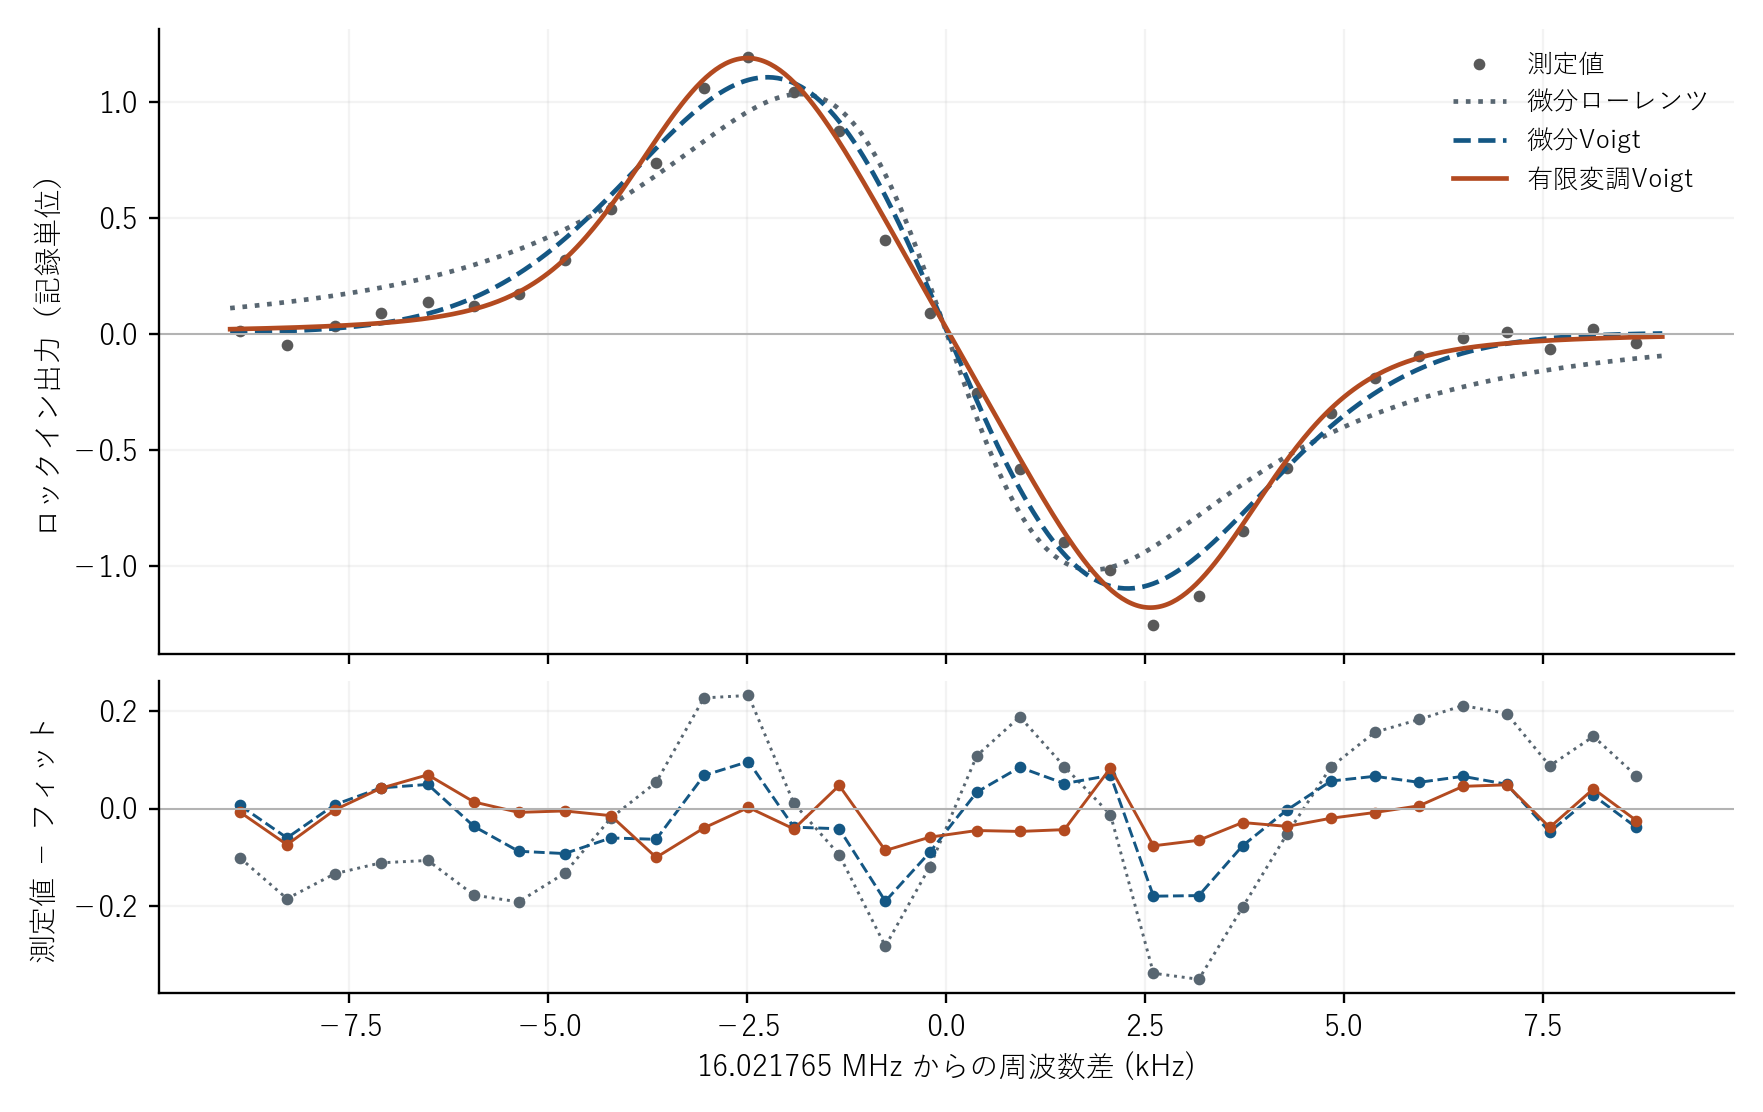 ロックイン出力 (記録単位)
1.0
0.5
0.0
−0.5
−1.0
測定値
微分ローレンツ
微分Voigt
有限変調Voigt
測定値 − フィット
0.2
0.0
−0.2
−7.5 −5.0 −2.5 0.0 2.5 5.0 7.5
16.021765 MHz からの周波数差 (kHz)